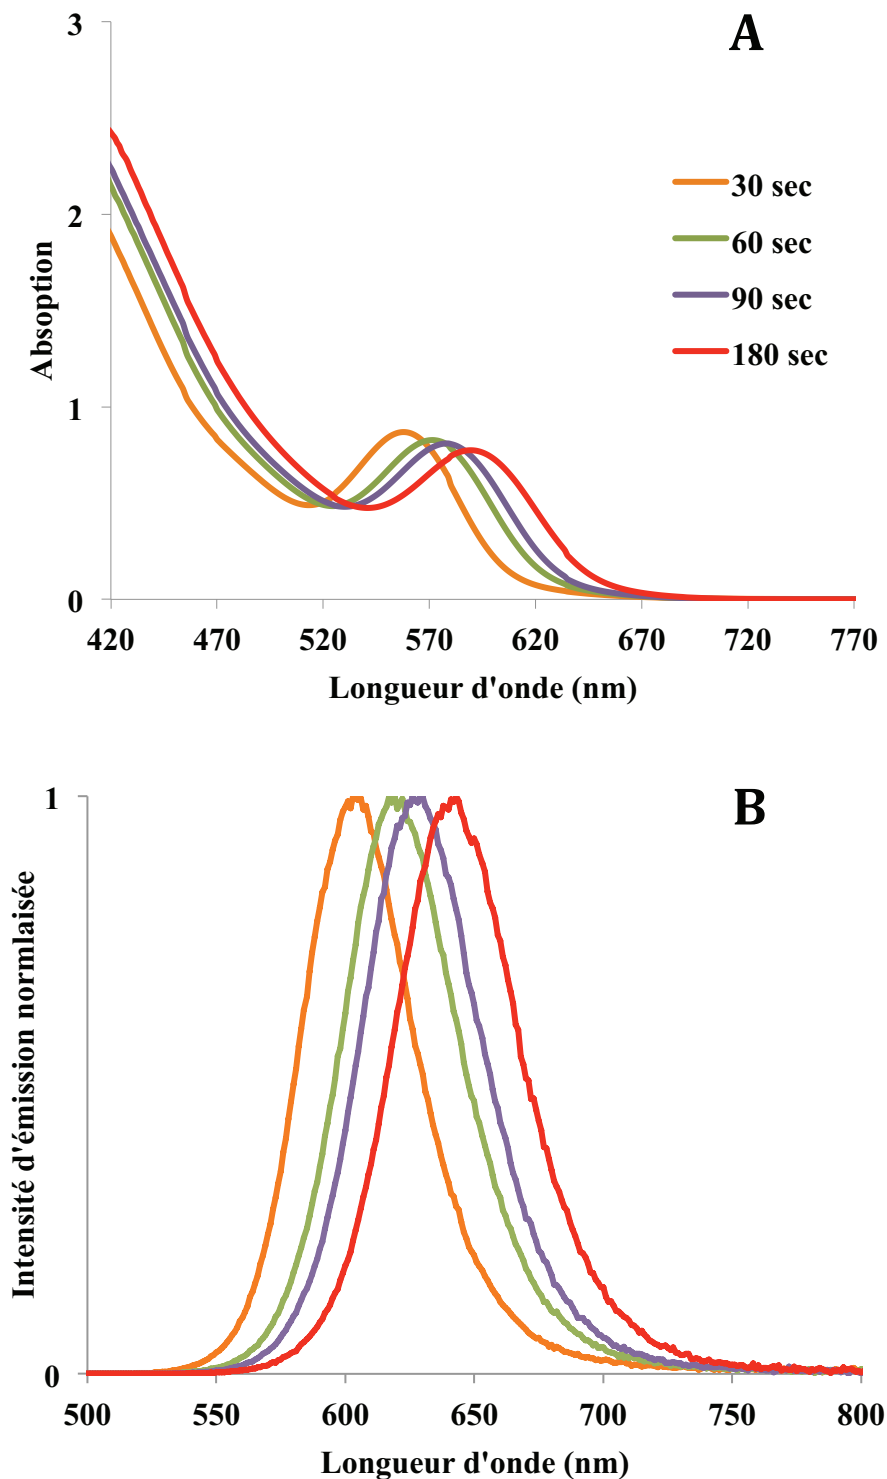 A
3
2
1
0
Absoption
30 sec
60 sec
90 sec
180 sec
420 470 520 570 620 670 720 770
Longueur d'onde (nm)
B
1
0
Intensité d'émission normlaisée
500 550 600 650 700 750 800
Longueur d'onde (nm)